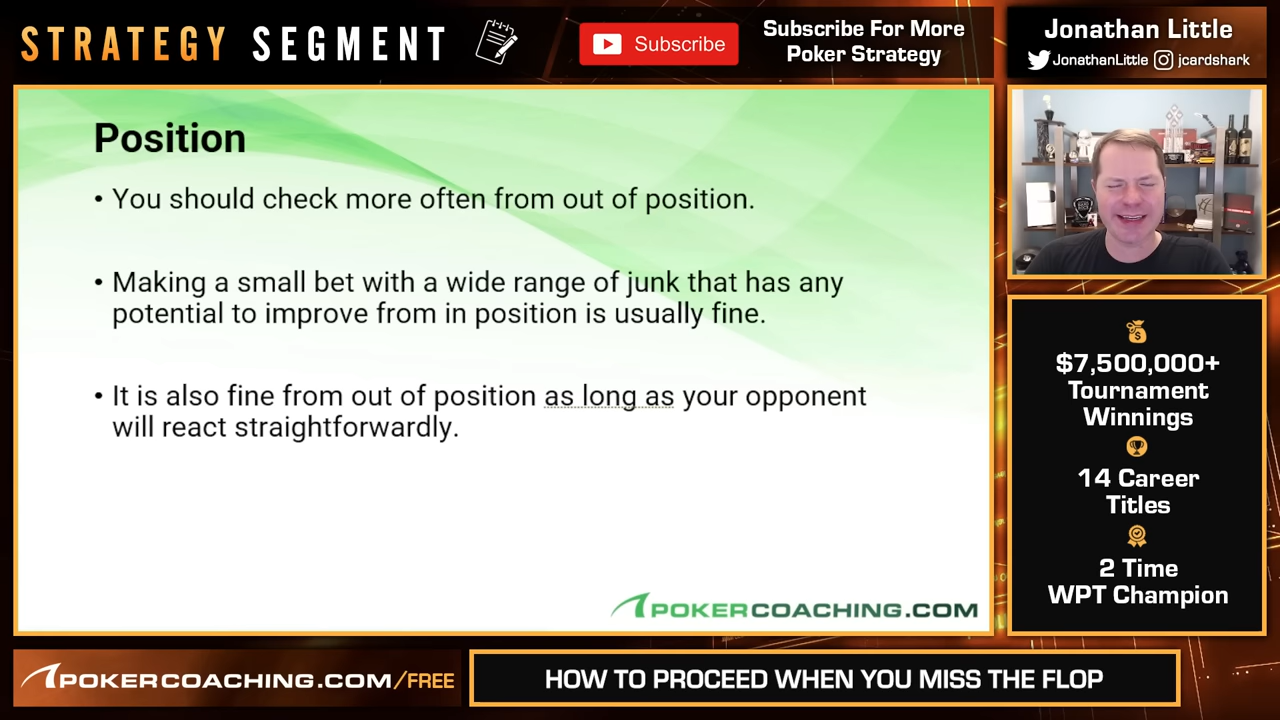 STRATEGY SEGMENT
Subscribe
Subscribe For More
Poker Strategy
Jonathan Little
JonathanLittle jcardshark
Position
• You should check more often from out of position.
• Making a small bet with a wide range of junk that has any
potential to improve from in position is usually fine.
• It is also fine from out of position as long as your opponent
will react straightforwardly.
POKERCOACHING.COM
$7,500,000+
Tournament
Winnings
14 Career
Titles
2 Time
WPT Champion
POKERCOACHING.COM/FREE
HOW TO PROCEED WHEN YOU MISS THE FLOP